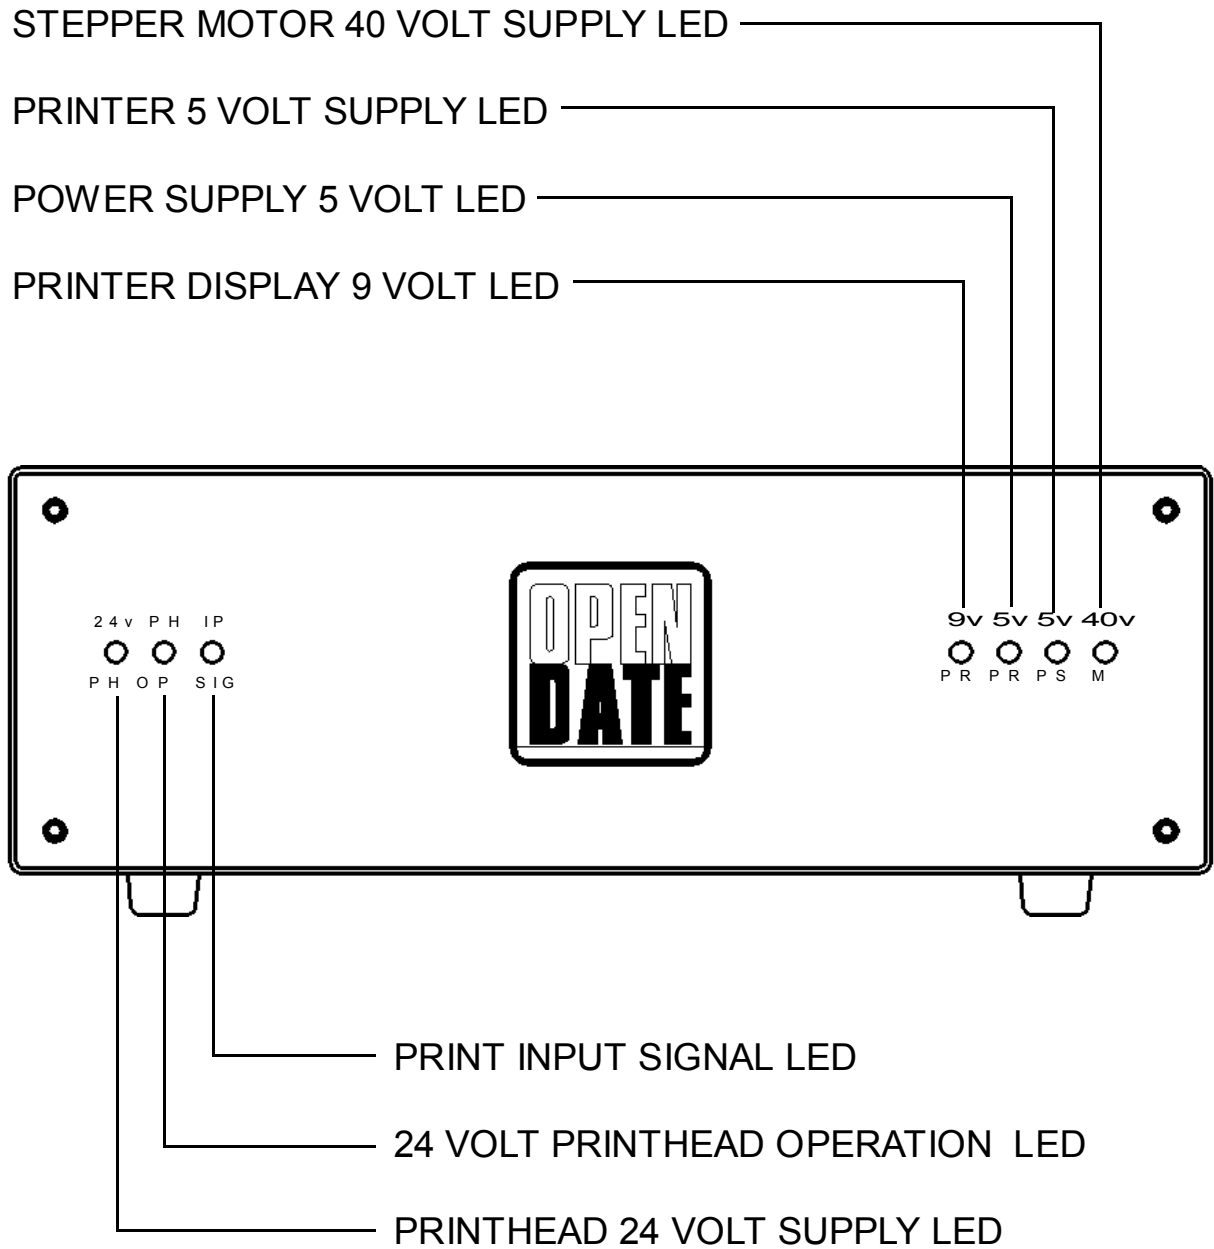 STEPPER MOTOR 40 VOLT SUPPLY LED
PRINTER 5 VOLT SUPPLY LED
POWER SUPPLY 5 VOLT LED
PRINTER DISPLAY 9 VOLT LED
24v PH IP
PH OP SIG
OPEN
DATE
9v 5v 5v 40v
PR PR PS M
PRINT INPUT SIGNAL LED
24 VOLT PRINTHEAD OPERATION LED
PRINTHEAD 24 VOLT SUPPLY LED